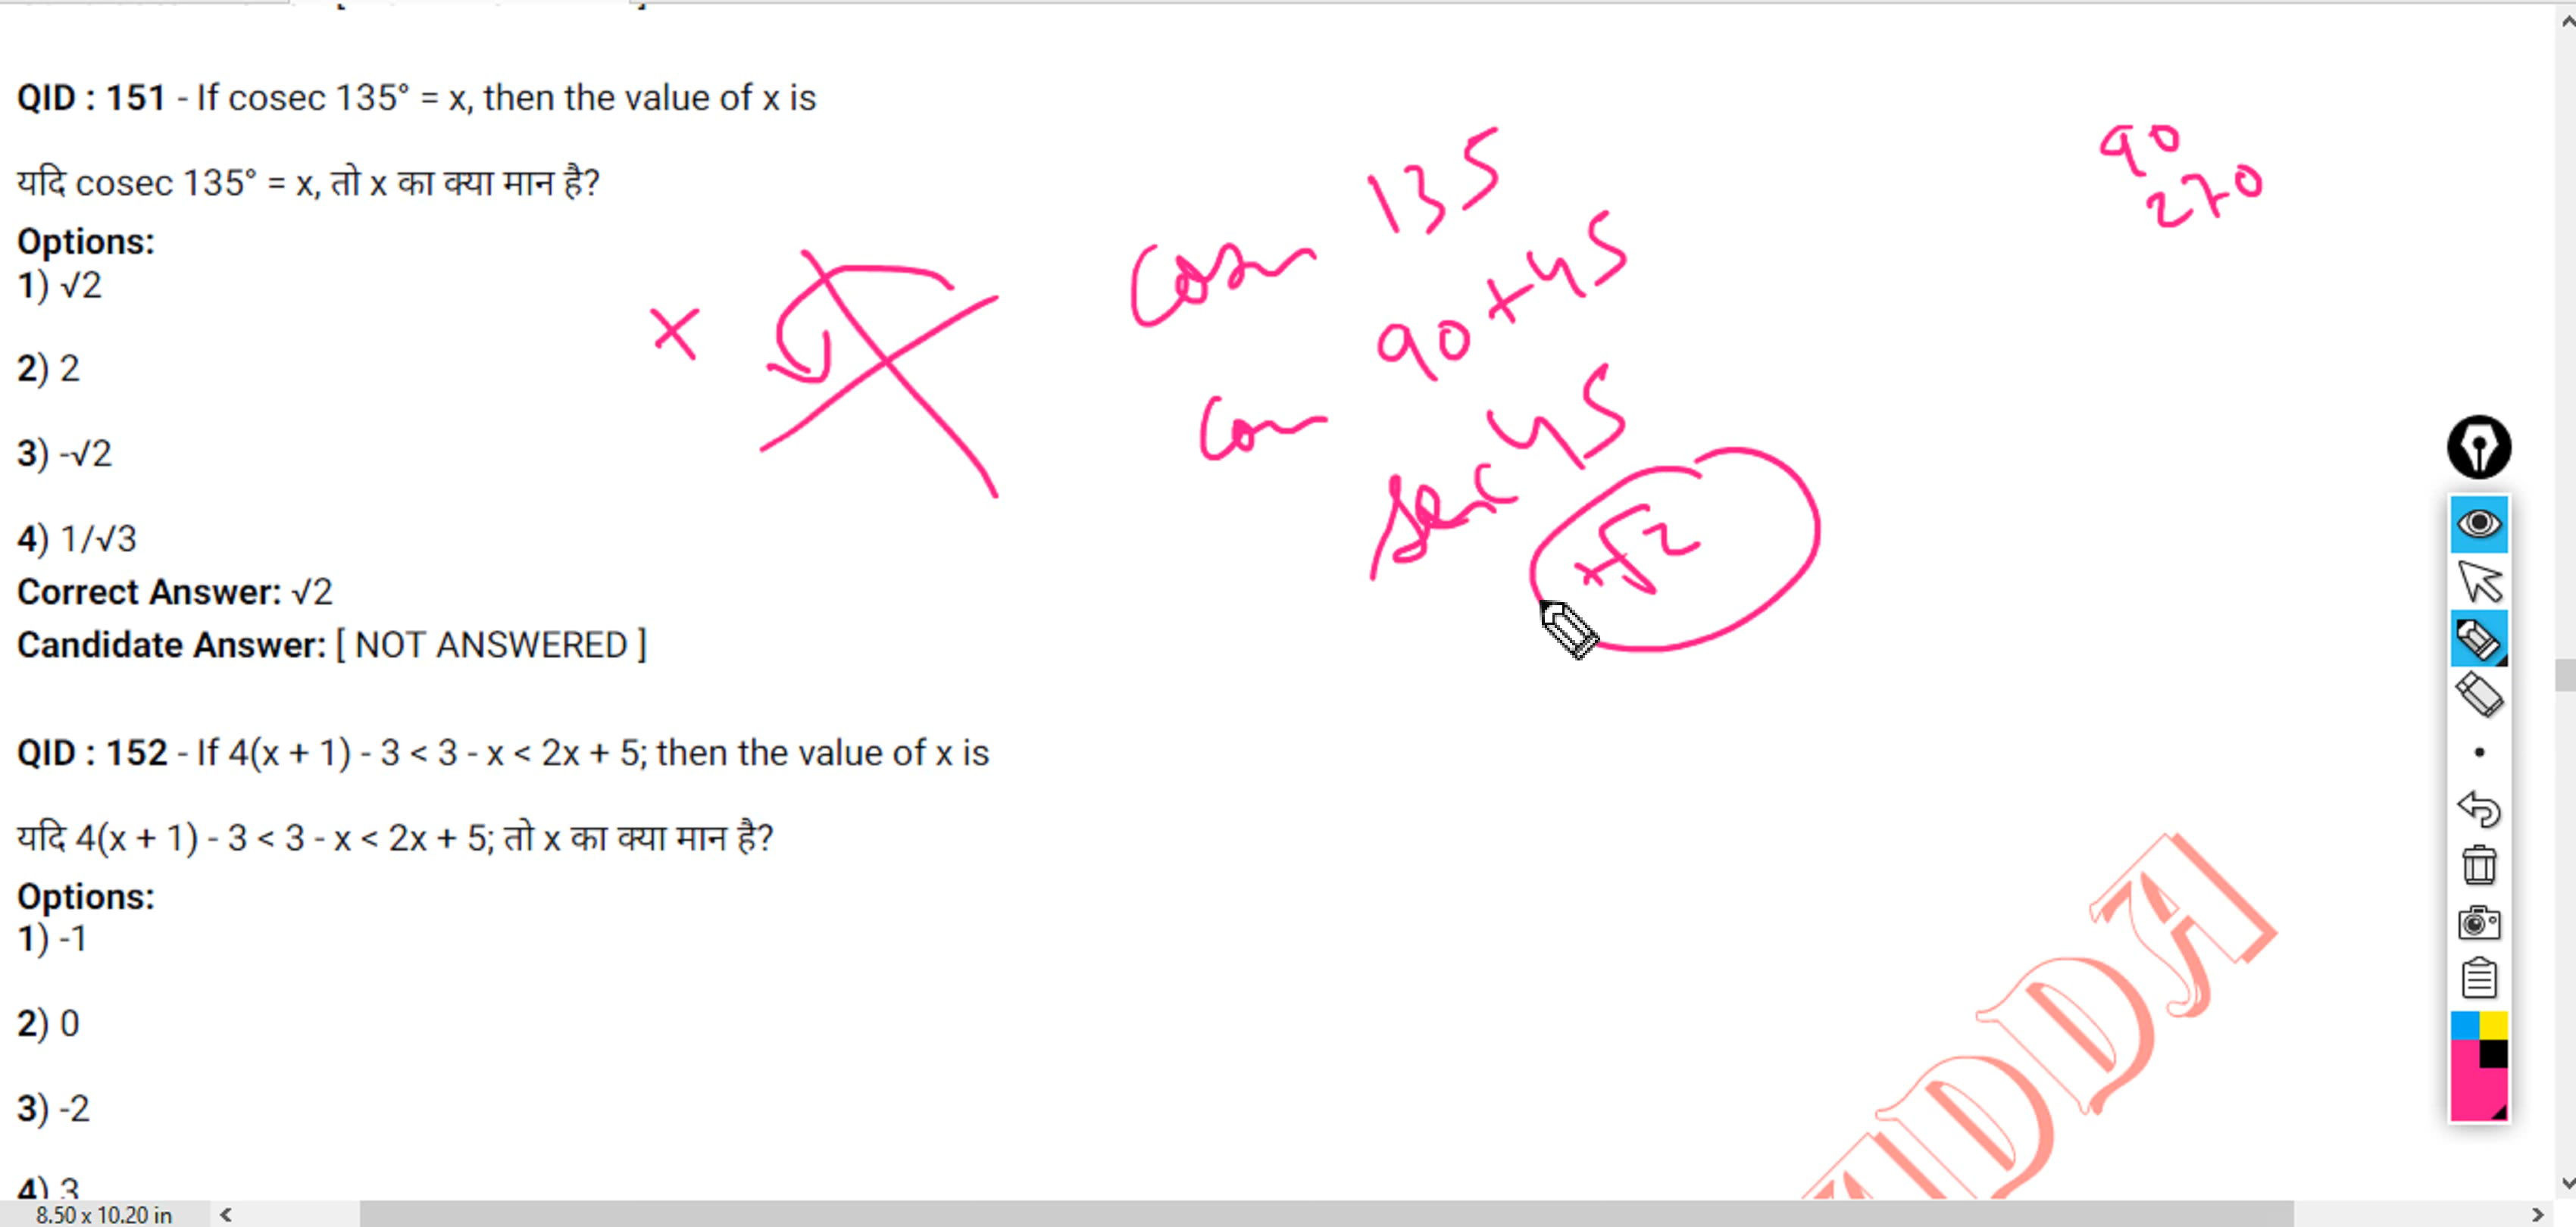 QID : 151 - If cosec 135° = x, then the value of x is
यदि cosec 135° = x, तो x का क्या मान है?
Options:
1) √2
2) 2
3) -√2
4) 1/√3
Correct Answer: √2
Candidate Answer: [ NOT ANSWERED ]
135
90+45
45
sec
+√2
90
270
QID : 152 - If 4(x + 1) - 3 < 3 - x < 2x + 5; then the value of x is
यदि 4(x + 1) - 3 < 3 - x < 2x + 5; तो x का क्या मान है?
Options:
1) -1
2) 0
3) -2
4) 3
8.50 x 10.20 in